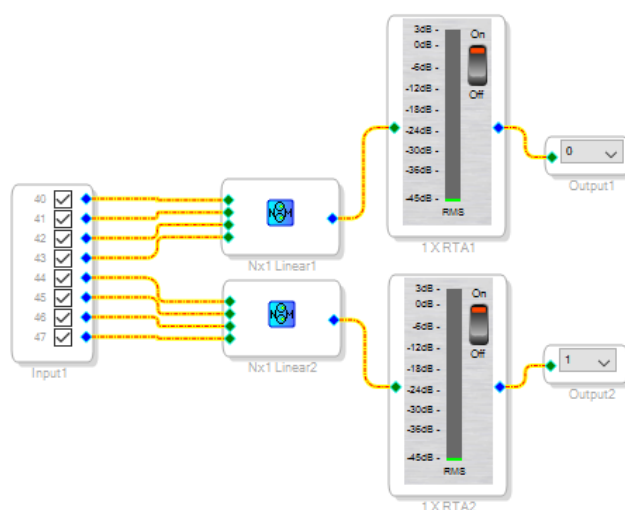 40
41
42
43
44
45
46
47
Input1
N M
Nx1 Linear1
N M
Nx1 Linear2
3dB -
0dB -
-6dB -
-12dB -
-18dB -
-24dB -
-30dB -
-36dB -
-45dB -
RMS
On
Off
1 X RTA1
3dB -
0dB -
-6dB -
-12dB -
-18dB -
-24dB -
-30dB -
-36dB -
-45dB -
RMS
On
Off
1 X RTA2
0
Output1
1
Output2